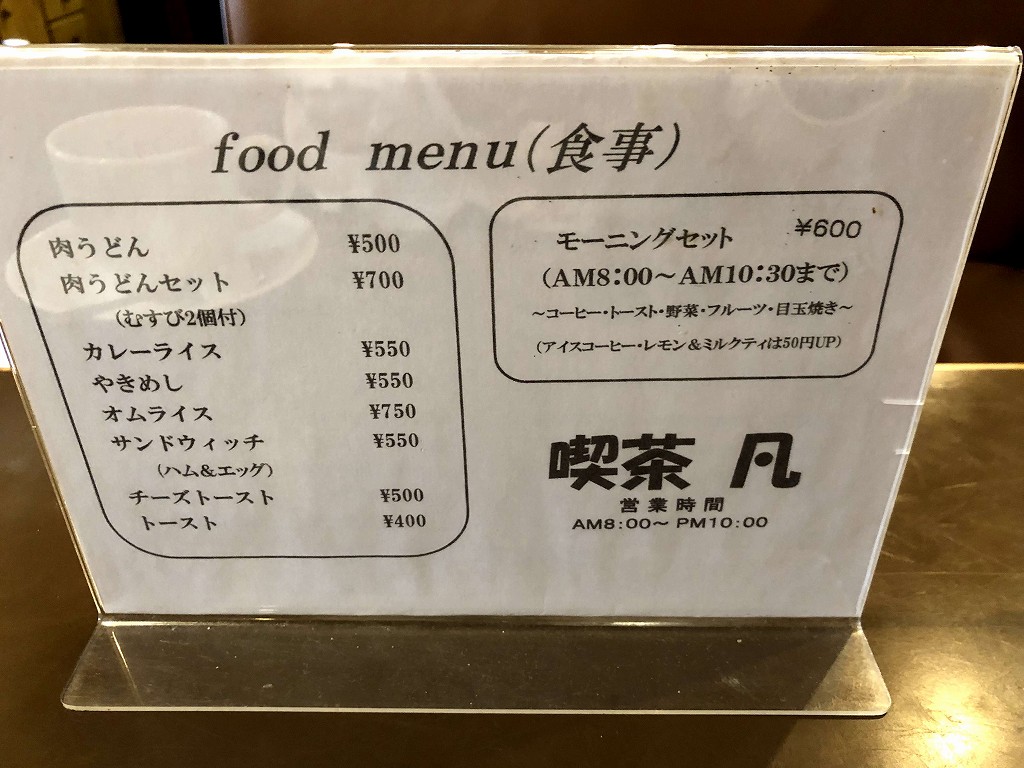 food menu(食事)
肉うどん ¥500
肉うどんセット ¥700
(むすび2個付)
カレーライス ¥550
やきめし ¥550
オムライス ¥750
サンドウィッチ ¥550
(ハム&エッグ)
チーズトースト ¥500
トースト ¥400
モーニングセット ¥600
(AM8:00～AM10:30まで)
～コーヒー・トースト・野菜・フルーツ・目玉焼き～
(アイスコーヒー・レモン&ミルクティは50円UP)
喫茶 凡
営業時間
AM8:00～PM10:00